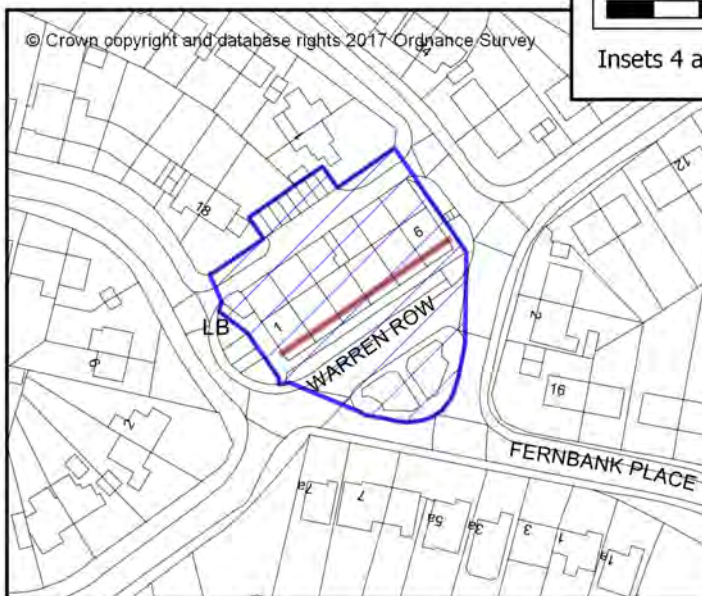 © Crown copyright and database rights 2017 Ordnance Survey
Insets 4 a
18
6
1
LB
WARREN ROW
12
2
16
6
2
FERNBANK PLACE
7a
7
5a
3a
3
1
1a